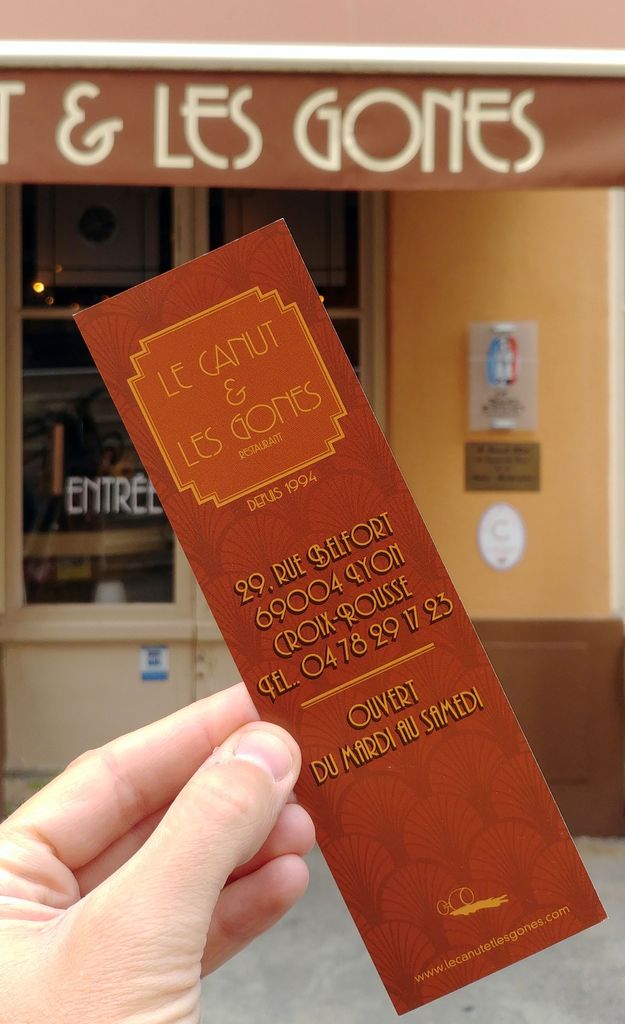 T & LES GONES
ENTRÉE
LE CANUT
&
LES GONES
RESTAURANT
DEPUIS 1994
29, RUE BELFORT
69004 LYON
CROIX-ROUSSE
TEL.. 04 78 29 17 23
OUVERT
DU MARDI AU SAMEDI
www.lecanutetlesgones.com